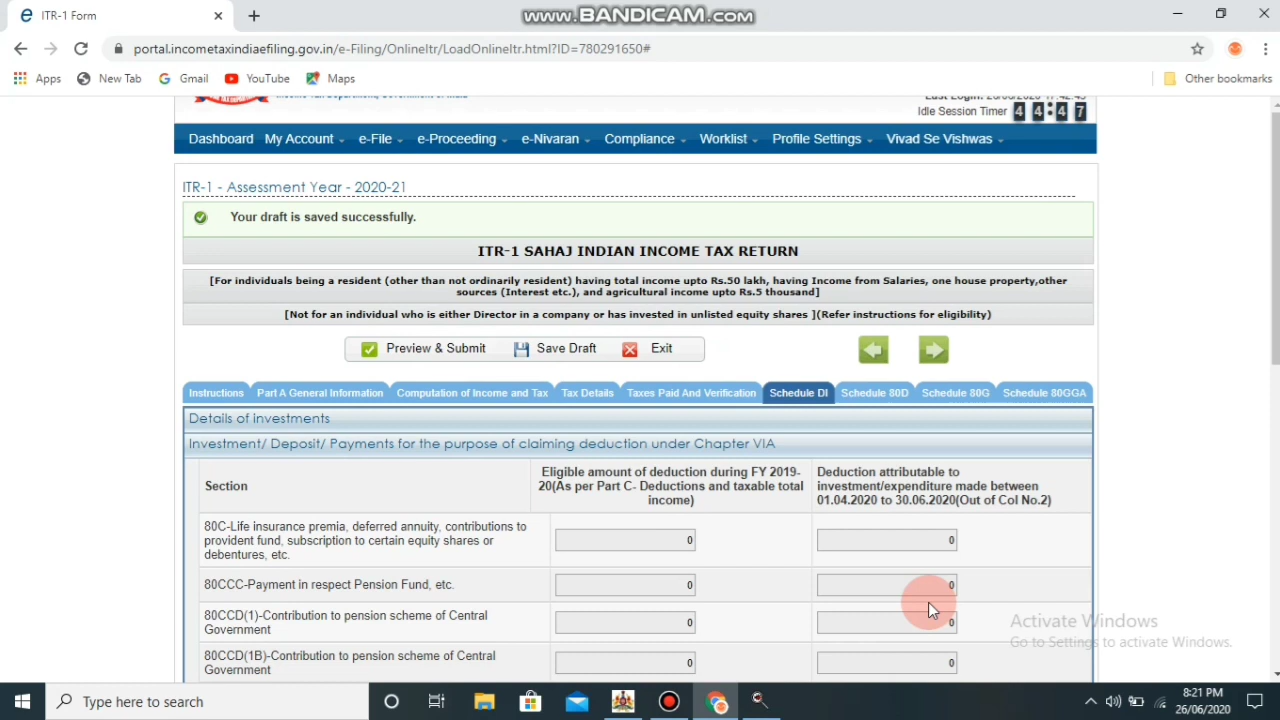 ITR-1 Form
www.BANDICAM.com
portal.incometaxindiaefiling.gov.in/e-Filing/OnlineItr/LoadOnlineItr.html?ID=780291650#
Apps New Tab Gmail YouTube Maps Other bookmarks
Income Tax Department, Government of India
Idle Session Timer 4 4 : 4 7
Dashboard My Account e-File e-Proceeding e-Nivaran Compliance Worklist Profile Settings Vivad Se Vishwas
ITR-1 - Assessment Year - 2020-21
Your draft is saved successfully.
ITR-1 SAHAJ INDIAN INCOME TAX RETURN
[For individuals being a resident (other than not ordinarily resident) having total income upto Rs.50 lakh, having Income from Salaries, one house property,other
sources (Interest etc.), and agricultural income upto Rs.5 thousand]
[Not for an individual who is either Director in a company or has invested in unlisted equity shares ](Refer instructions for eligibility)
Preview & Submit Save Draft Exit
Instructions Part A General Information Computation of Income and Tax Tax Details Taxes Paid And Verification Schedule DI Schedule 80D Schedule 80G Schedule 80GGA
Details of investments
Investment/ Deposit/ Payments for the purpose of claiming deduction under Chapter VIA
Section
Eligible amount of deduction during FY 2019-
20(As per Part C- Deductions and taxable total
income)
Deduction attributable to
investment/expenditure made between
01.04.2020 to 30.06.2020(Out of Col No.2)
80C-Life insurance premia, deferred annuity, contributions to
provident fund, subscription to certain equity shares or
debentures, etc.
0 0
80CCC-Payment in respect Pension Fund, etc.
0 0
80CCD(1)-Contribution to pension scheme of Central
Government
0 0
80CCD(1B)-Contribution to pension scheme of Central
Government
0 0
Activate Windows
Go to Settings to activate Windows.
Type here to search
8:21 PM
26/06/2020